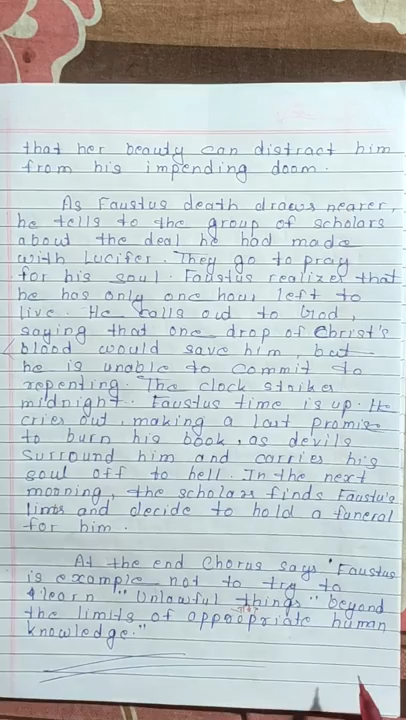 that her beauty can distract him
from his impending doom.
As Faustus death draws nearer,
he tells to the group of scholars
about the deal he had made
with Lucifer. They go to pray
for his soul. Faustus realizes that
he has only one hour left to
live. He calls out to God,
saying that one drop of Christ's
blood would save him, but
he is unable to commit to
repenting. The clock strikes
midnight. Faustus time is up. He
cries out, making a last promise
to burn his book, as devils
surround him and carries his
soul off to hell. In the next
morning, the scholars finds Faustu's
limbs and decide to hold a funeral
for him.
At the end Chorus says "Faustus
is example not to try to
learn "Unlawful things" beyond
the limits of appropriate human
knowledge."